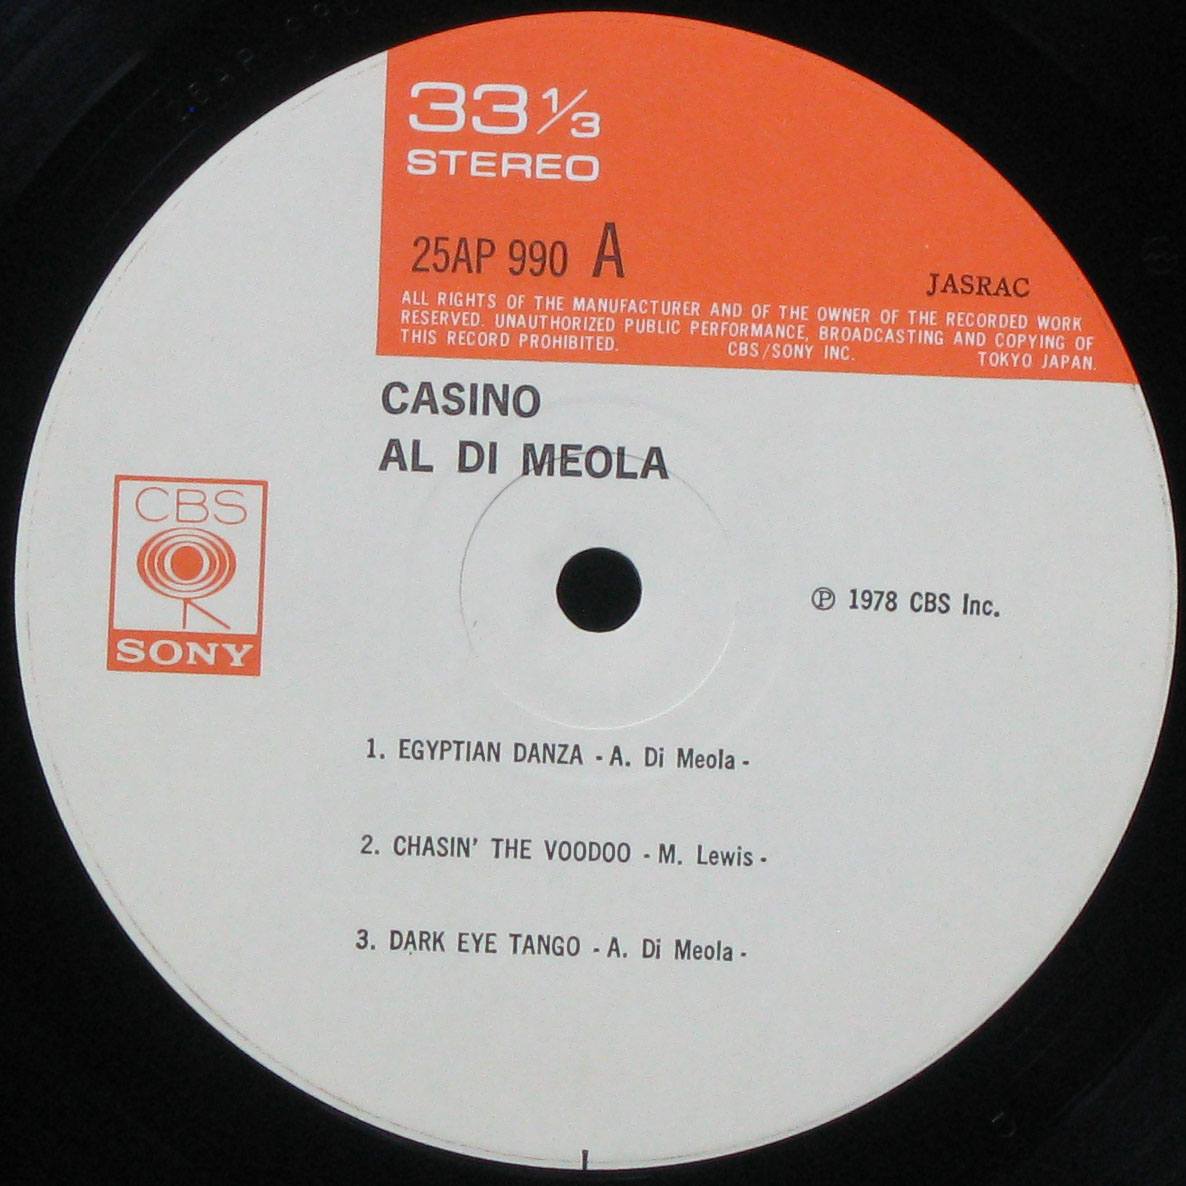 33 1/3
STEREO
25AP 990 A
JASRAC
ALL RIGHTS OF THE MANUFACTURER AND OF THE OWNER OF THE RECORDED WORK
RESERVED. UNAUTHORIZED PUBLIC PERFORMANCE, BROADCASTING AND COPYING OF
THIS RECORD PROHIBITED. CBS/SONY INC. TOKYO JAPAN.
CASINO
AL DI MEOLA
CBS
SONY
℗ 1978 CBS Inc.
1. EGYPTIAN DANZA - A. Di Meola -
2. CHASIN' THE VOODOO - M. Lewis -
3. DARK EYE TANGO - A. Di Meola -